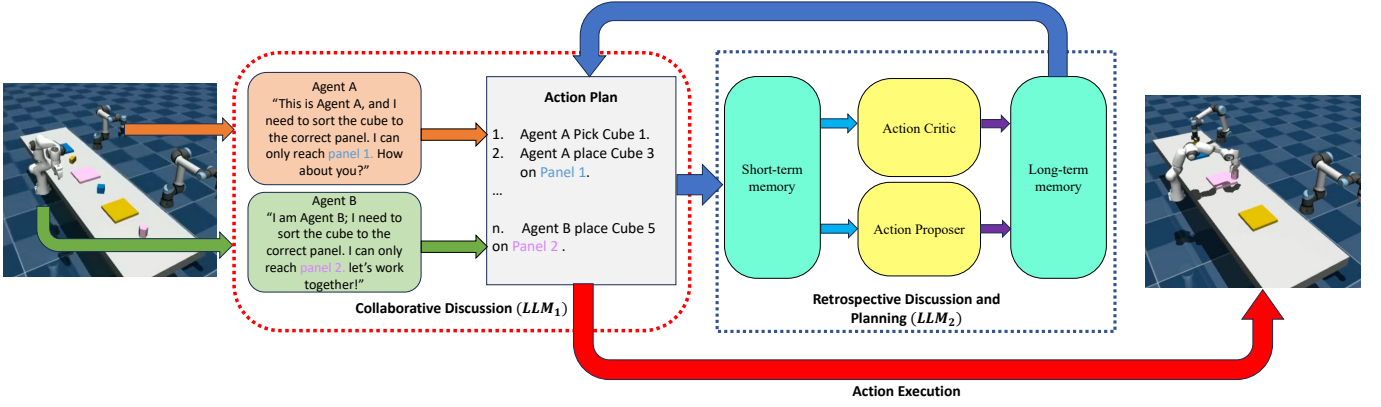 Agent A
“This is Agent A, and I
need to sort the cube to
the correct panel. I can
only reach panel 1. How
about you?”
Agent B
“I am Agent B; I need to
sort the cube to the
correct panel. I can only
reach panel 2. let’s work
together!”
Collaborative Discussion (LLM₁)
Action Plan
1. Agent A Pick Cube 1.
2. Agent A place Cube 3
on Panel 1.
...
n. Agent B place Cube 5
on Panel 2 .
Short-term
memory
Action Critic
Action Proposer
Long-term
memory
Retrospective Discussion and
Planning (LLM₂)
Action Execution